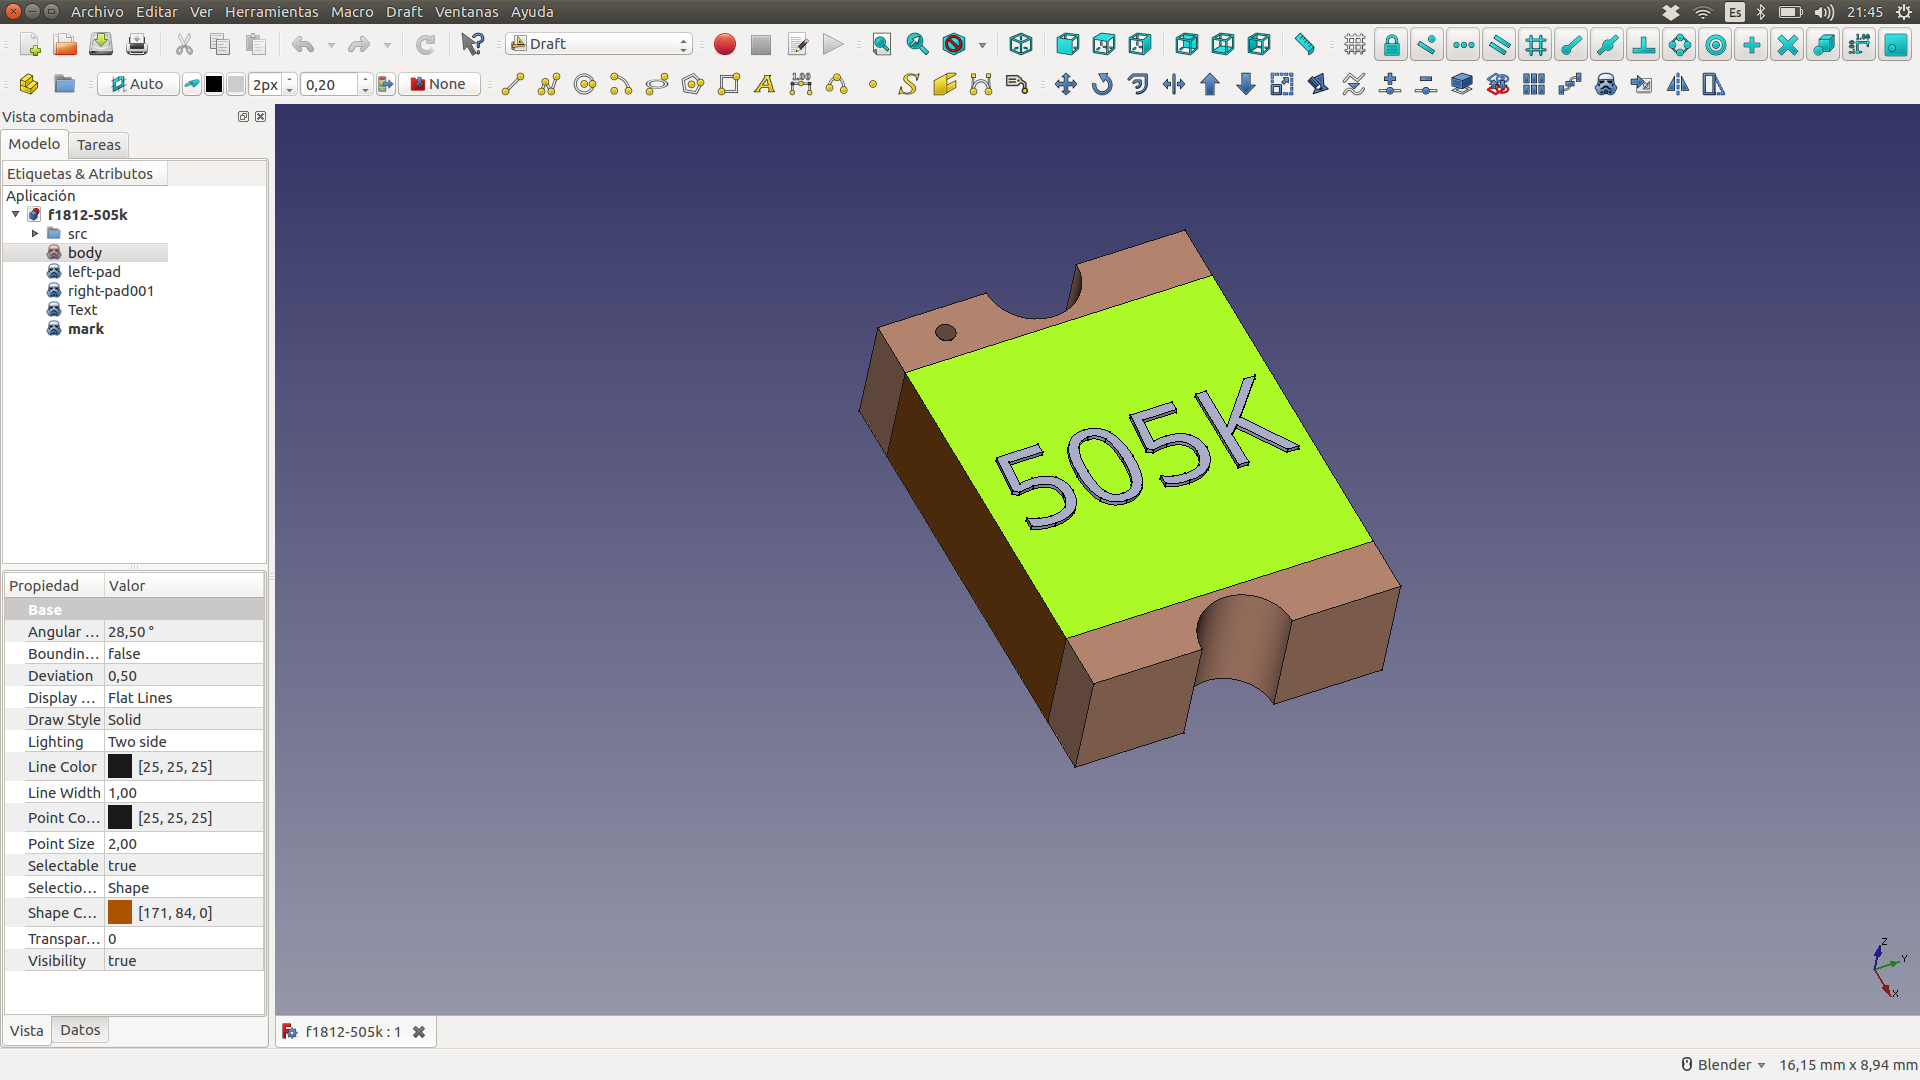 Archivo Editar Ver Herramientas Macro Draft Ventanas Ayuda
Es 21:45
Draft
1.00
Auto 2px 0,20 None
1.00
Vista combinada
Modelo Tareas
Etiquetas & Atributos
Aplicación
f1812-505k
src
body
left-pad
right-pad001
Text
mark
505K
Propiedad Valor
Base
Angular ... 28,50 °
Boundin... false
Deviation 0,50
Display ... Flat Lines
Draw Style Solid
Lighting Two side
Line Color [25, 25, 25]
Line Width 1,00
Point Co... [25, 25, 25]
Point Size 2,00
Selectable true
Selectio... Shape
Shape C... [171, 84, 0]
Transpar... 0
Visibility true
Z
Y
X
Vista Datos
f1812-505k : 1
Blender 16,15 mm x 8,94 mm